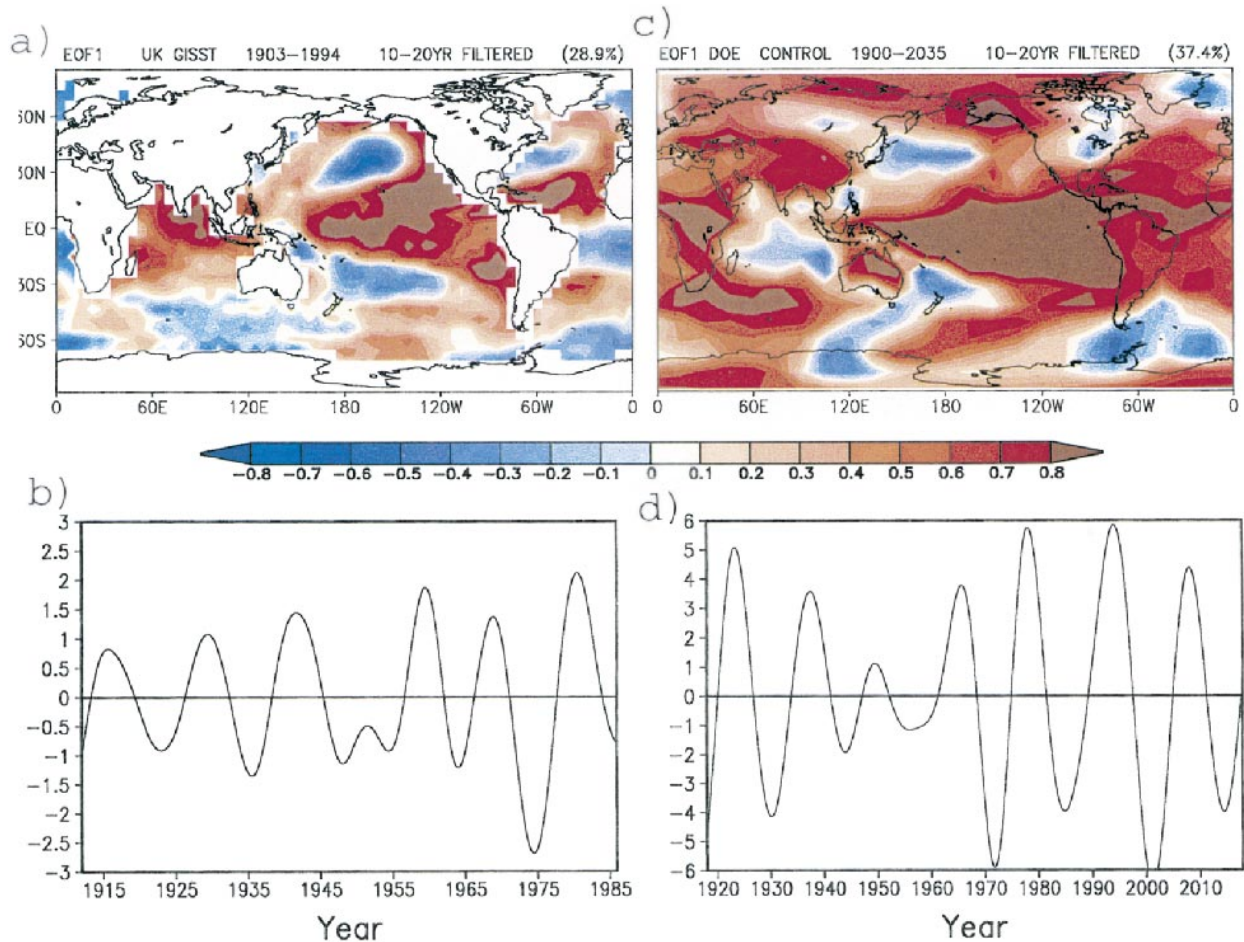 a)
EOF1 UK GISST 1903–1994 10–20YR FILTERED (28.9%)
60N
30N
EQ
30S
60S
0 60E 120E 180 120W 60W 0
c)
EOF1 DOE CONTROL 1900–2035 10–20YR FILTERED (37.4%)
0 60E 120E 180 120W 60W 0
−0.8 −0.7 −0.6 −0.5 −0.4 −0.3 −0.2 −0.1 0 0.1 0.2 0.3 0.4 0.5 0.6 0.7 0.8
b)
3
2.5
2
1.5
1
0.5
0
−0.5
−1
−1.5
−2
−2.5
−3
1915 1925 1935 1945 1955 1965 1975 1985
Year
d)
6
5
4
3
2
1
0
−1
−2
−3
−4
−5
−6
1920 1930 1940 1950 1960 1970 1980 1990 2000 2010
Year